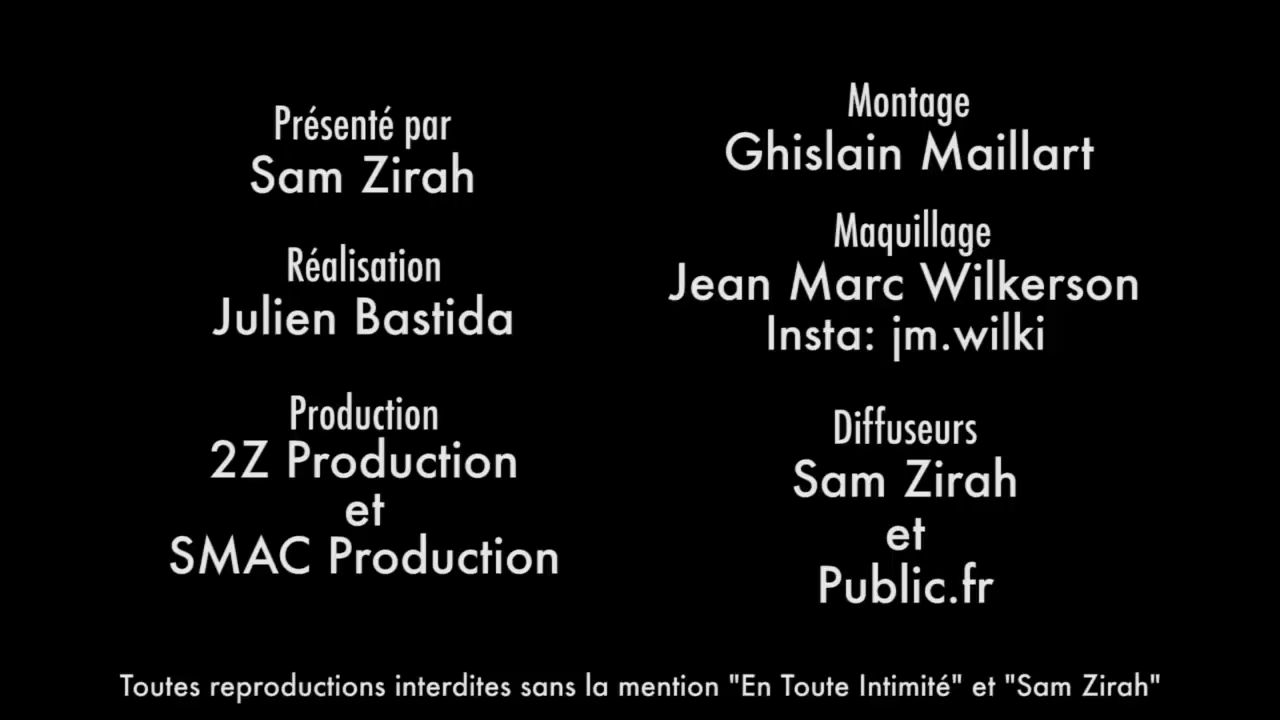 Présenté par
Sam Zirah
Réalisation
Julien Bastida
Production
2Z Production
et
SMAC Production
Montage
Ghislain Maillart
Maquillage
Jean Marc Wilkerson
Insta: jm.wilki
Diffuseurs
Sam Zirah
et
Public.fr
Toutes reproductions interdites sans la mention "En Toute Intimité" et "Sam Zirah"